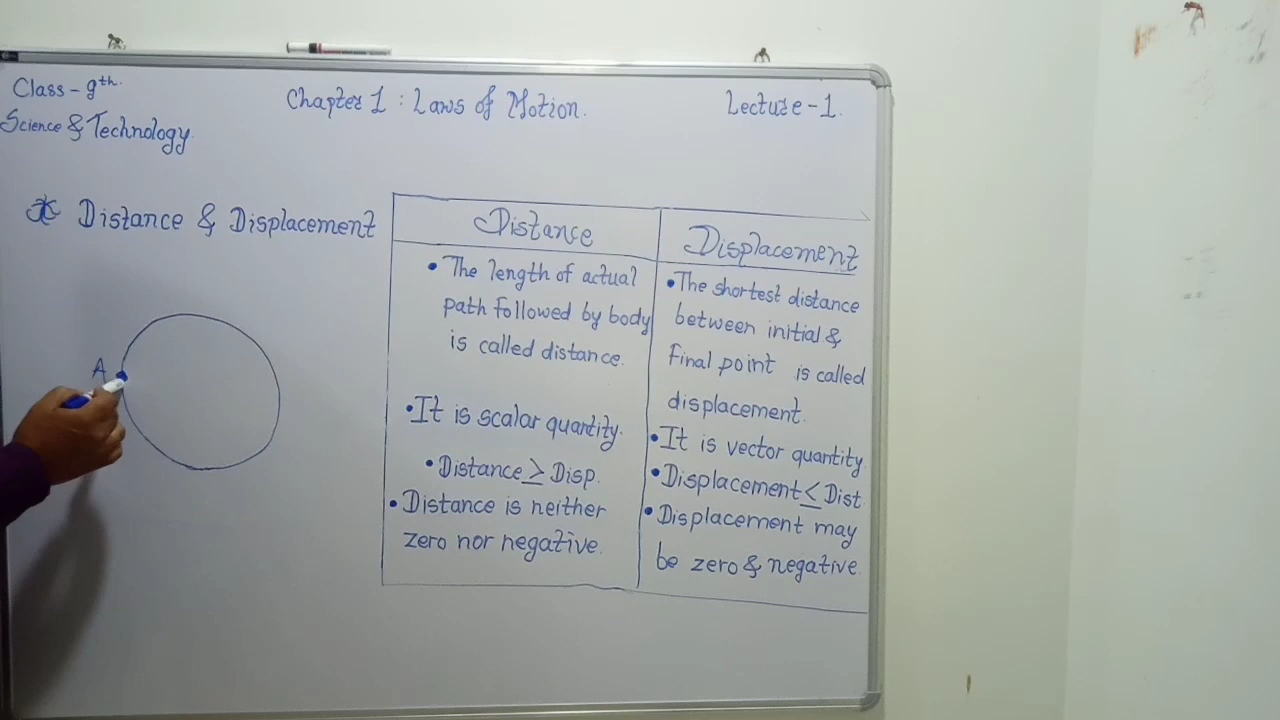 Class - 9th.
Chapter 1 : Laws of Motion.
Lecture - 1.
Science & Technology.
* Distance & Displacement
Distance
• The length of actual
path followed by body
is called distance.
• It is scalar quantity.
• Distance ≥ Disp.
• Distance is neither
zero nor negative.
Displacement
• The shortest distance
between initial &
final point is called
displacement.
• It is vector quantity
• Displacement ≤ Dist.
• Displacement may
be zero & negative.
A